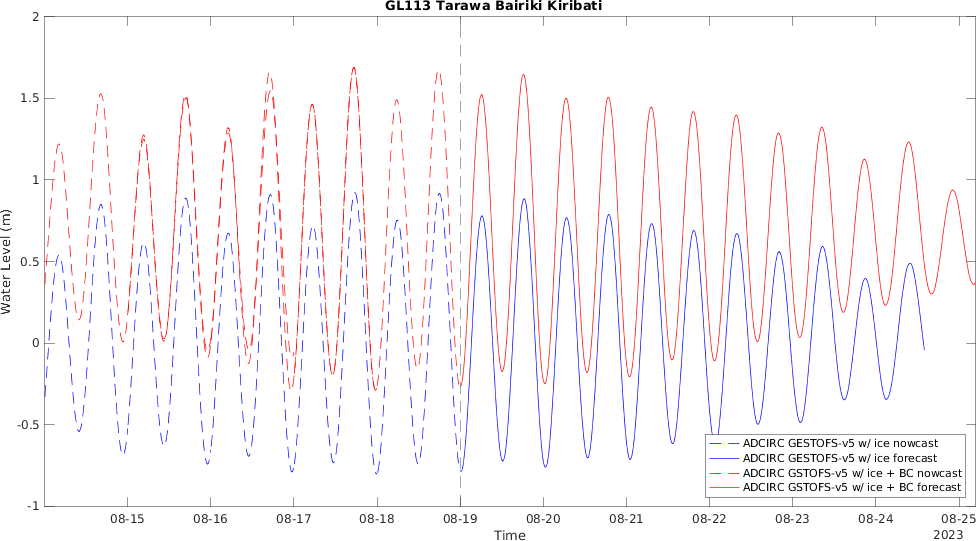 GL113 Tarawa Bairiki Kiribati
2
1.5
1
0.5
0
-0.5
-1
Water Level (m)
ADCIRC GESTOFS-v5 w/ ice nowcast
ADCIRC GESTOFS-v5 w/ ice forecast
ADCIRC GSTOFS-v5 w/ ice + BC nowcast
ADCIRC GSTOFS-v5 w/ ice + BC forecast
08-15 08-16 08-17 08-18 08-19 08-20 08-21 08-22 08-23 08-24 08-25
Time
2023